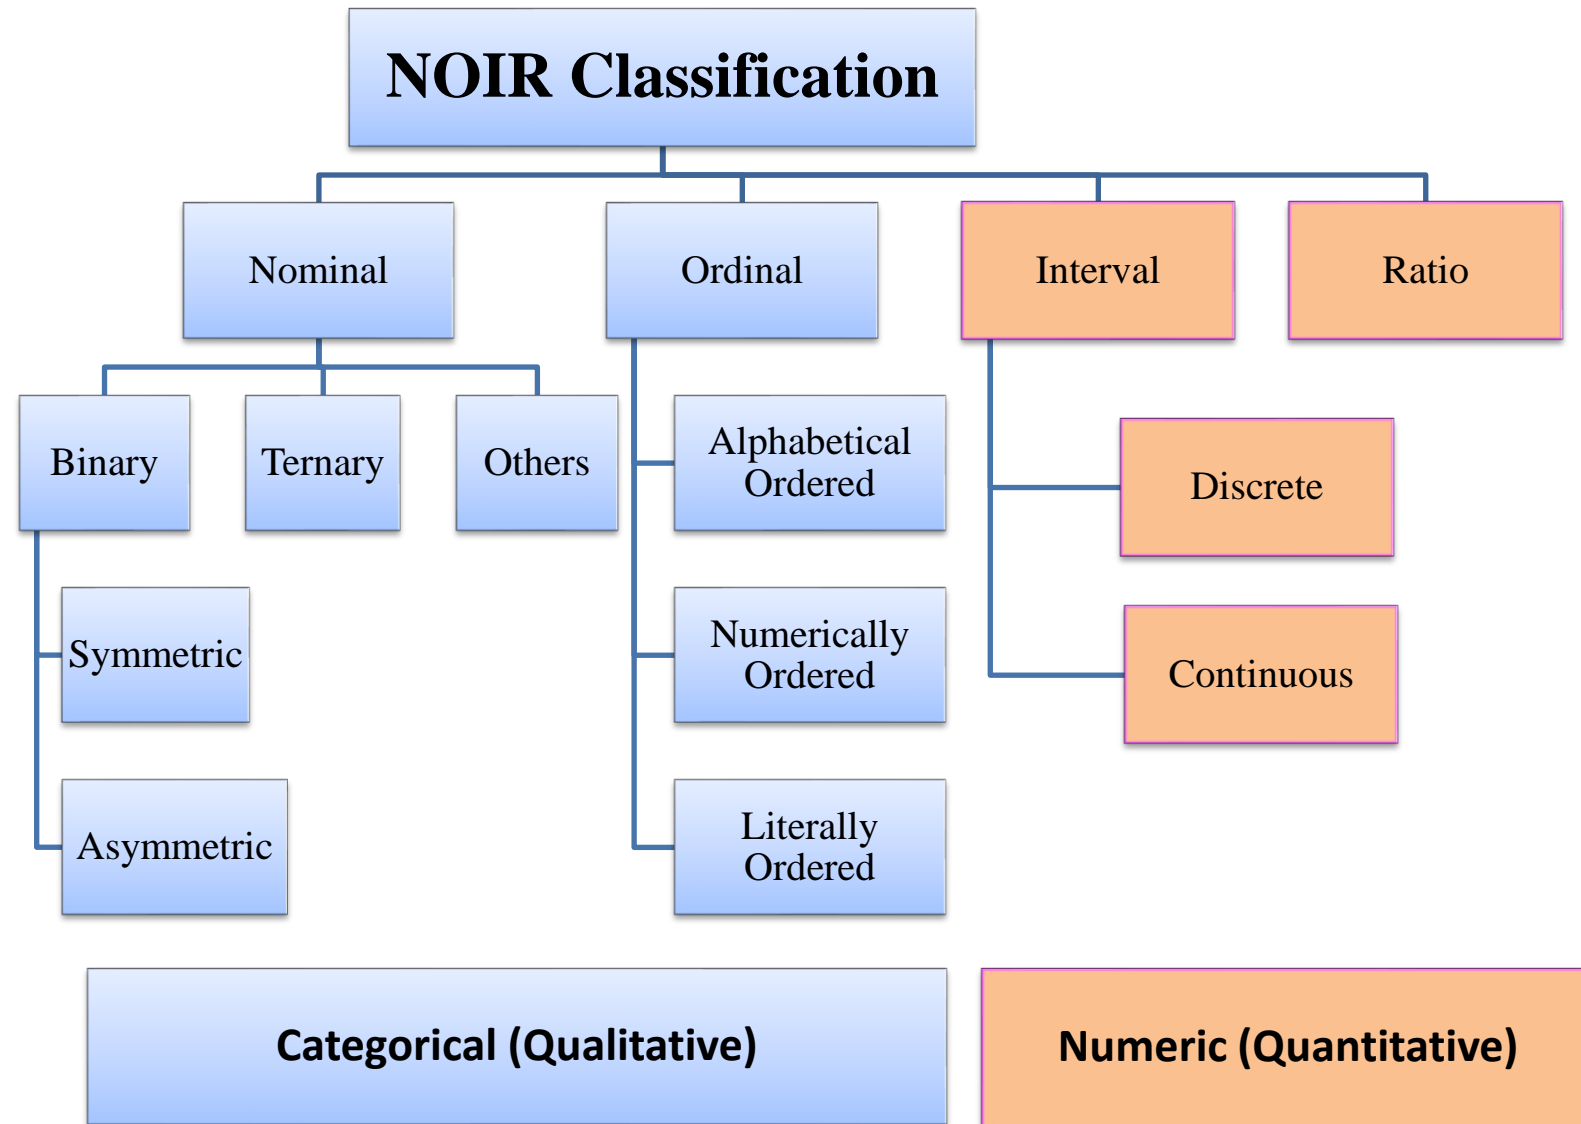 NOIR Classification
Nominal
Ordinal
Interval
Ratio
Binary
Ternary
Others
Alphabetical
Ordered
Discrete
Symmetric
Numerically
Ordered
Continuous
Asymmetric
Literally
Ordered
Categorical (Qualitative)
Numeric (Quantitative)